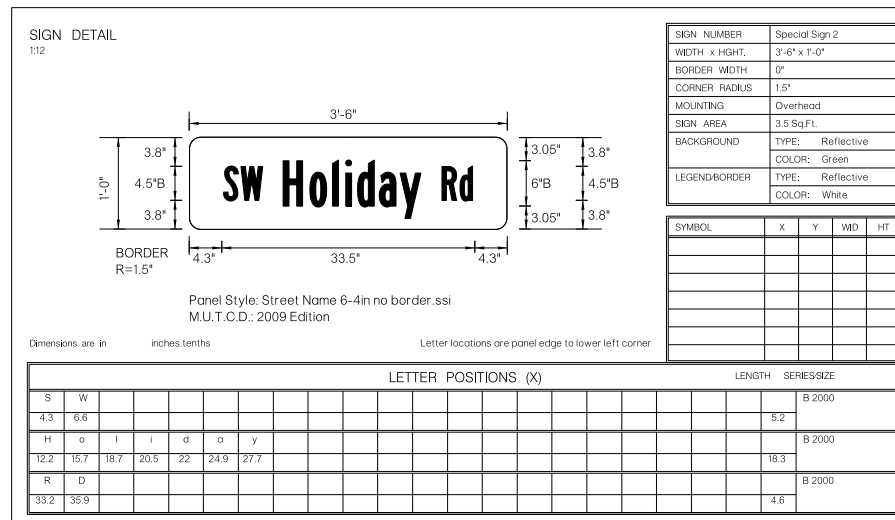 SIGN DETAIL
1:12
3'-6"
1'-0"
3.8"
4.5"B
3.8"
SW Holiday Rd
3.05"
6"B
3.05"
3.8"
4.5"B
3.8"
BORDER
R=1.5"
4.3" 33.5" 4.3"
Panel Style: Street Name 6-4in no border.ssi
M.U.T.C.D.: 2009 Edition
Dimensions are in inches.tenths
Letter locations are panel edge to lower left corner
SIGN NUMBER Special Sign 2
WIDTH x HGHT. 3'-6" x 1'-0"
BORDER WIDTH 0"
CORNER RADIUS 1.5"
MOUNTING Overhead
SIGN AREA 3.5 Sq.Ft.
BACKGROUND TYPE: Reflective
COLOR: Green
LEGEND/BORDER TYPE: Reflective
COLOR: White
SYMBOL X Y WID HT
LETTER POSITIONS (X) LENGTH SERIES/SIZE
S W B 2000
4.3 6.6 5.2
H o l i d a y B 2000
12.2 15.7 18.7 20.5 22 24.9 27.7 18.3
R D B 2000
33.2 35.9 4.6